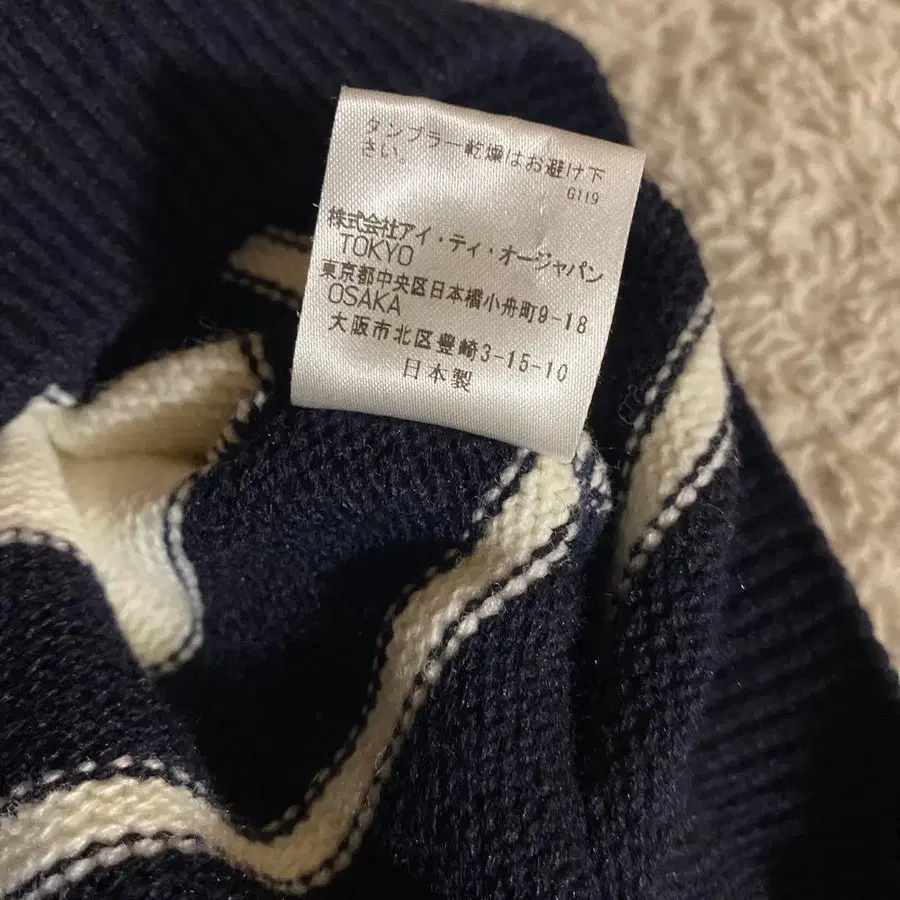 タンブラー乾燥はお避け下
さい。
G119
株式会社アイ・ティ・オージャパン
TOKYO
東京都中央区日本橋小舟町9-18
OSAKA
大阪市北区豊崎3-15-10
日本製